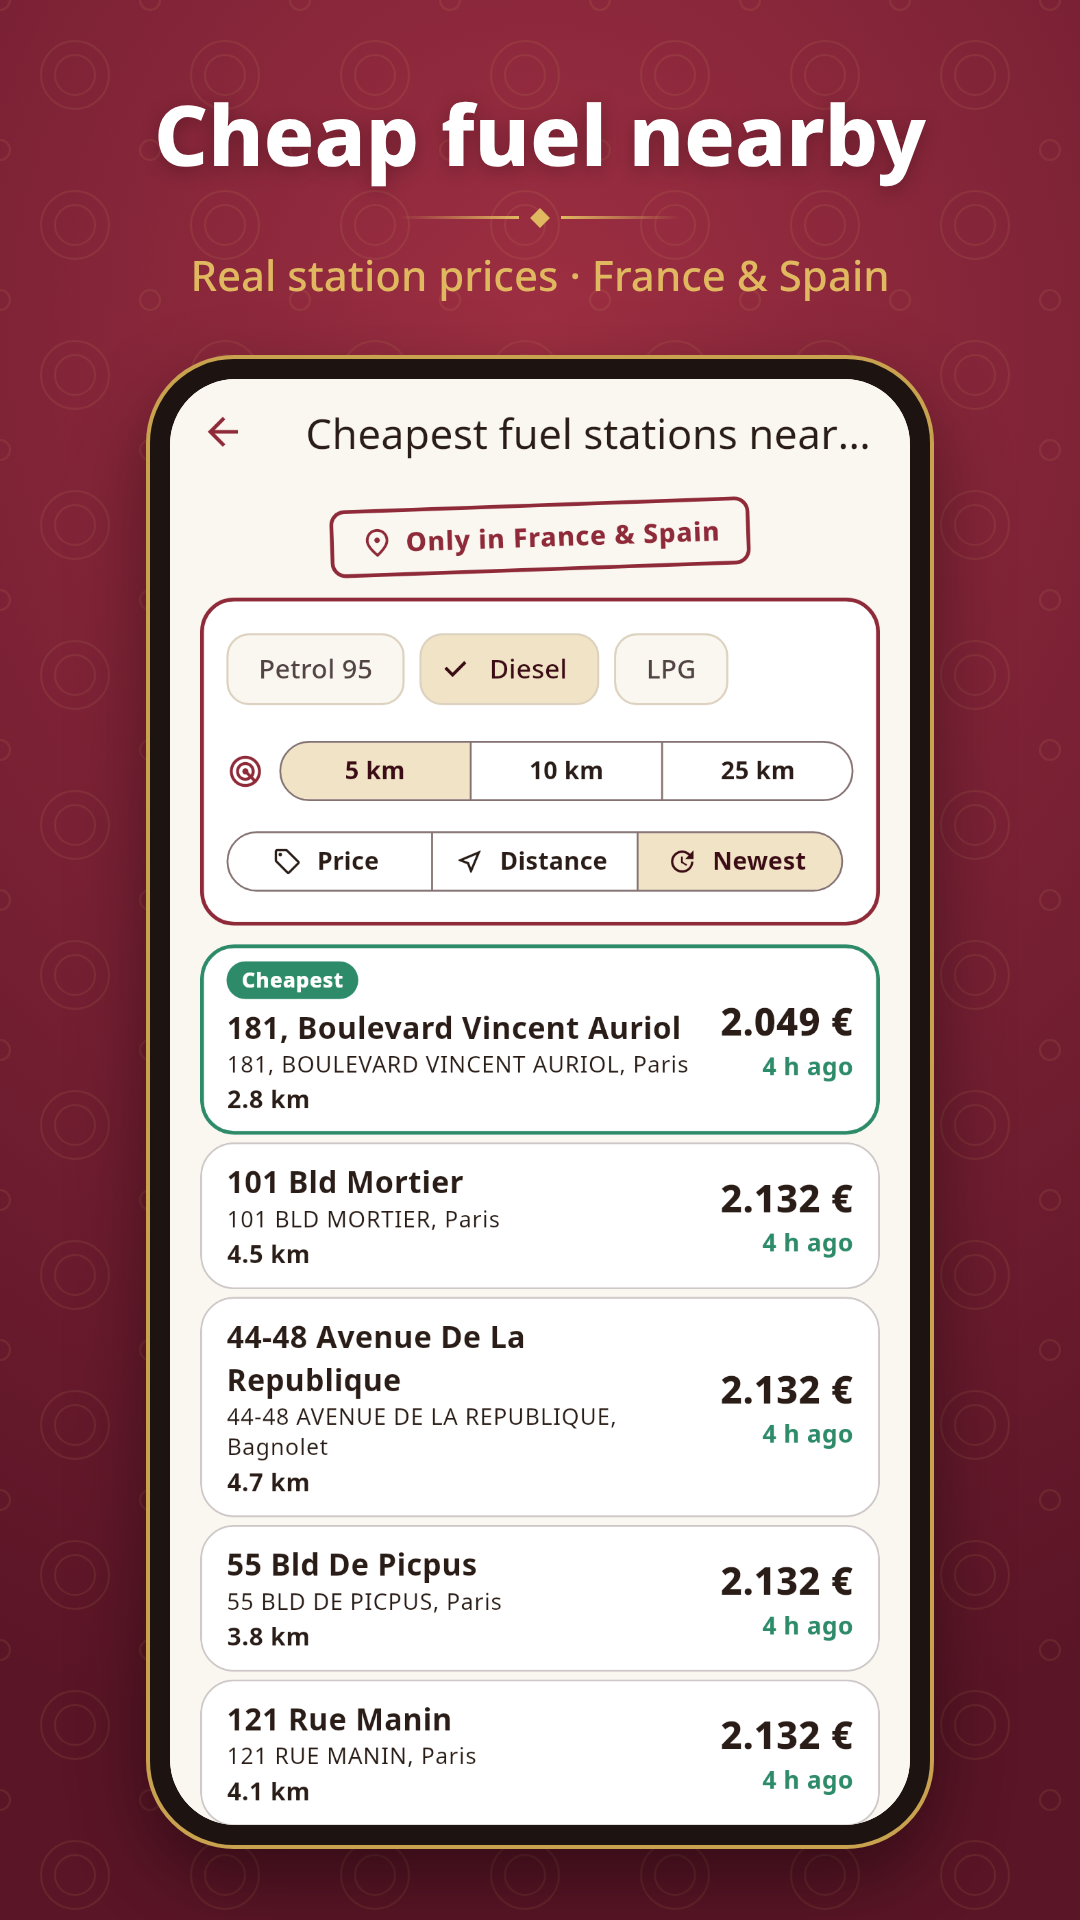 Cheap fuel nearby
Real station prices · France & Spain
Cheapest fuel stations near...
Only in France & Spain
Petrol 95
Diesel
LPG
5 km
10 km
25 km
Price
Distance
Newest
Cheapest
181, Boulevard Vincent Auriol
2.049 €
181, BOULEVARD VINCENT AURIOL, Paris
4 h ago
2.8 km
101 Bld Mortier
2.132 €
101 BLD MORTIER, Paris
4 h ago
4.5 km
44-48 Avenue De La
Republique
2.132 €
44-48 AVENUE DE LA REPUBLIQUE,
Bagnolet
4 h ago
4.7 km
55 Bld De Picpus
2.132 €
55 BLD DE PICPUS, Paris
4 h ago
3.8 km
121 Rue Manin
2.132 €
121 RUE MANIN, Paris
4 h ago
4.1 km